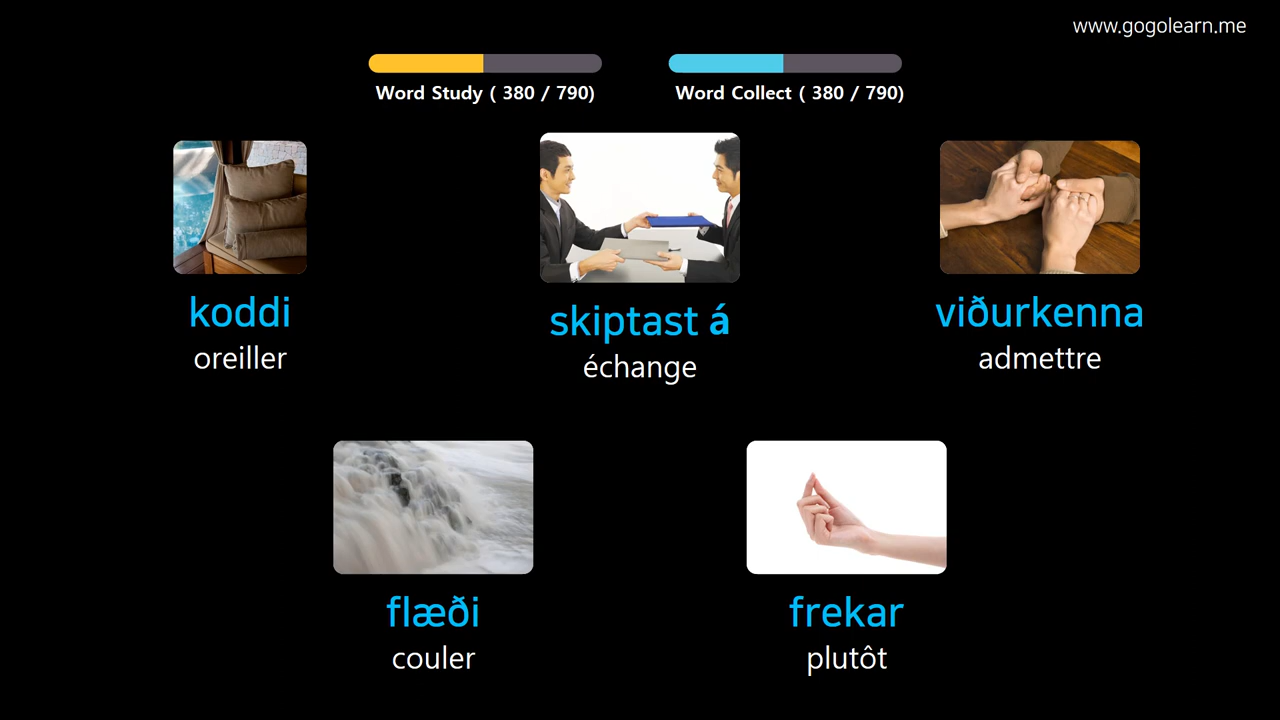 www.gogolearn.me
Word Study ( 380 / 790)
Word Collect ( 380 / 790)
koddi
oreiller
skiptast á
échange
viðurkenna
admettre
flæði
couler
frekar
plutôt